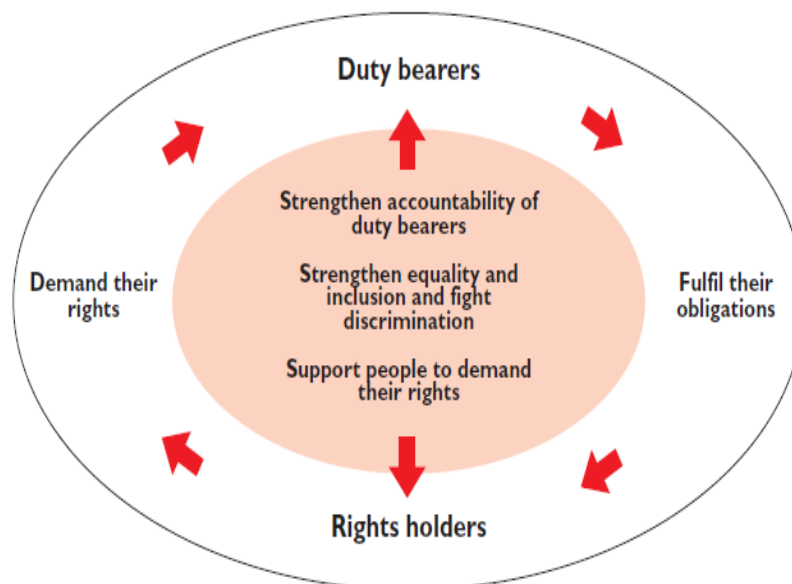 Duty bearers
Strengthen accountability of
duty bearers
Demand their
rights
Strengthen equality and
inclusion and fight
discrimination
Fulfil their
obligations
Support people to demand
their rights
Rights holders